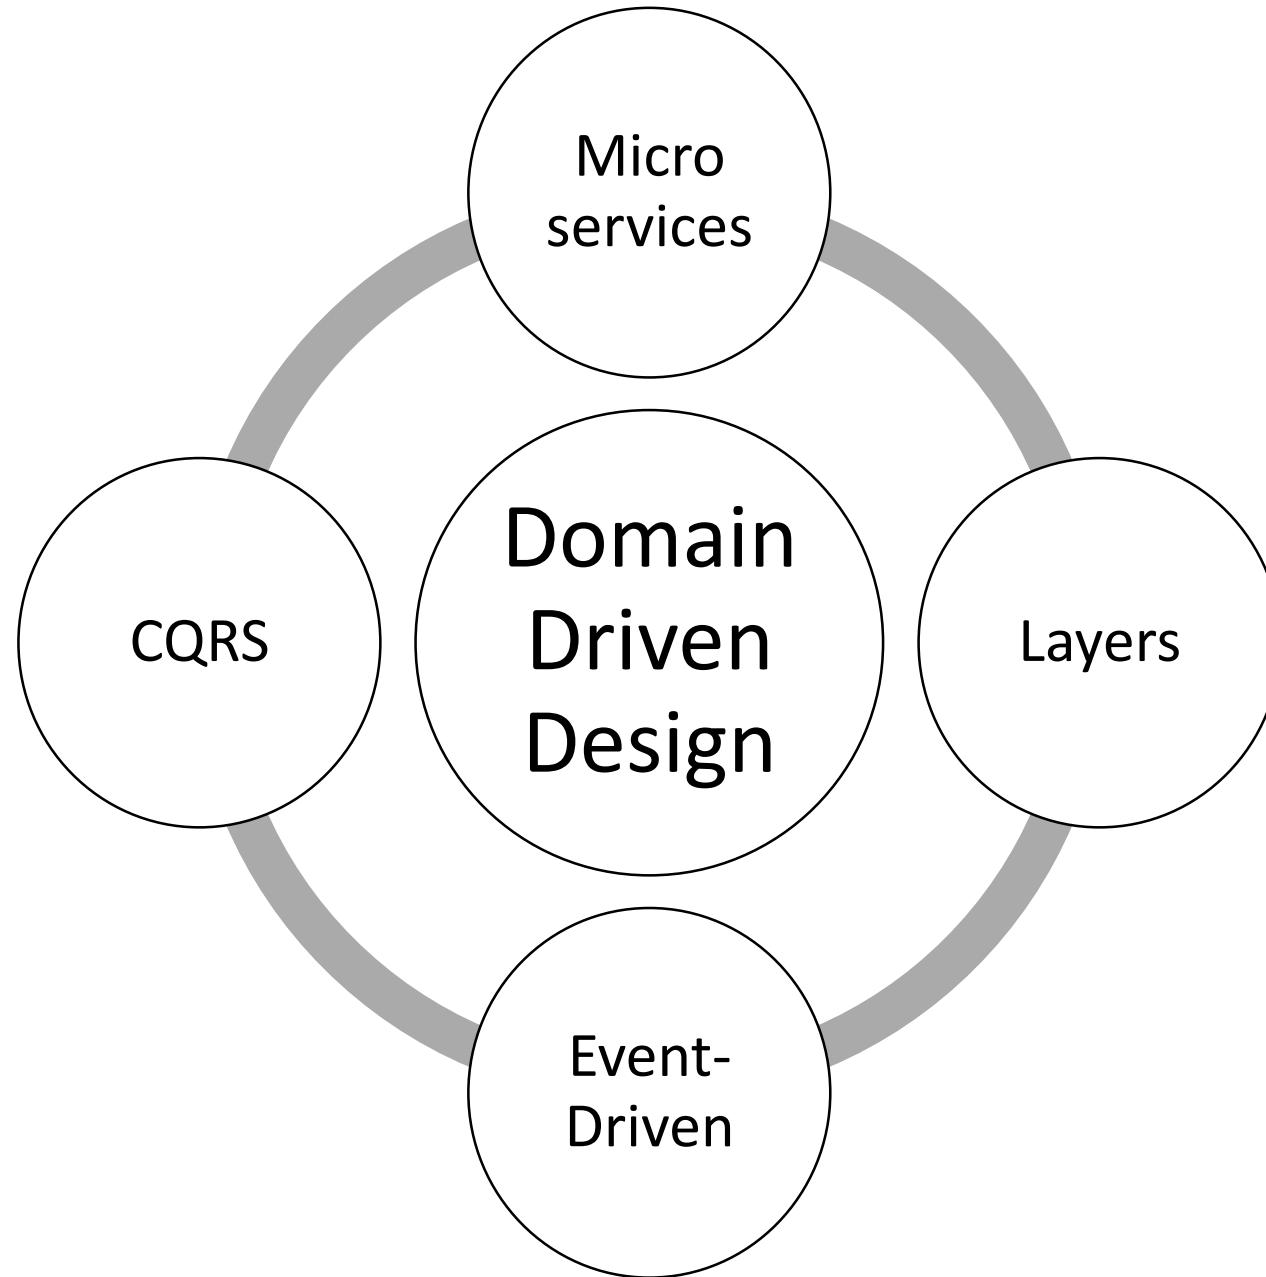 Micro
services
CQRS
Domain
Driven
Design
Layers
Event-
Driven